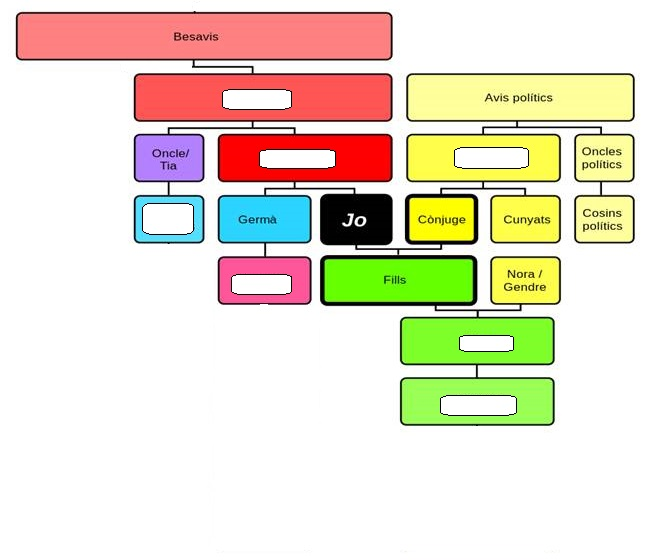 Besavis
Avis polítics
Oncle/
Tia
Oncles
polítics
Germà
Jo
Cònjuge
Cunyats
Cosins
polítics
Fills
Nora /
Gendre